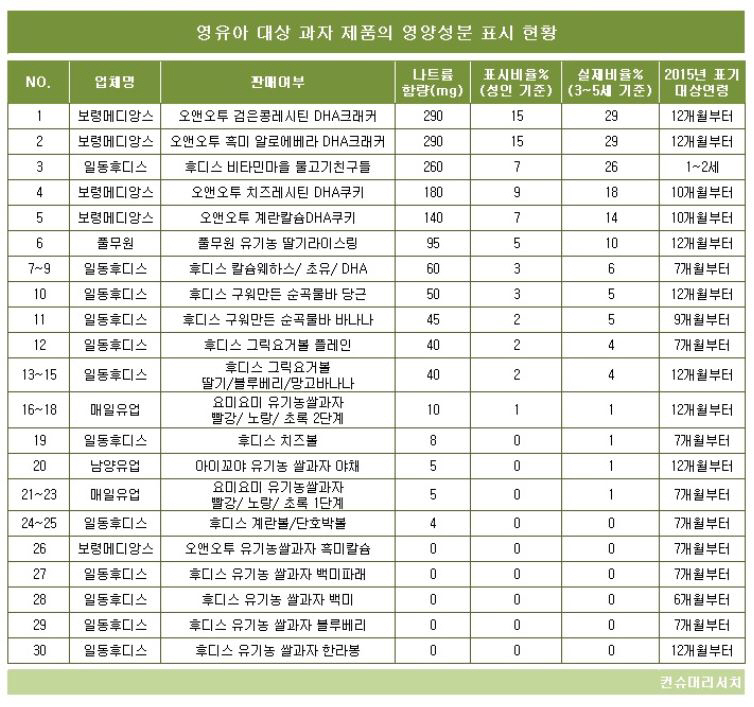 영유아 대상 과자 제품의 영양성분 표시 현황
NO. 업체명 판매여부 나트륨 함량(mg) 표시비율% (성인 기준) 실제비율% (3~5세 기준) 2015년 표기 대상연령
1 보령메디앙스 오앤오투 검은콩레시틴 DHA크래커 290 15 29 12개월부터
2 보령메디앙스 오앤오투 흑미 알로에베라 DHA크래커 290 15 29 12개월부터
3 일동후디스 후디스 비타민마을 물고기친구들 260 7 26 1~2세
4 보령메디앙스 오앤오투 치즈레시틴 DHA쿠키 180 9 18 10개월부터
5 보령메디앙스 오앤오투 계란칼슘DHA쿠키 140 7 14 10개월부터
6 풀무원 풀무원 유기농 딸기라이스링 95 5 10 12개월부터
7~9 일동후디스 후디스 칼슘웨하스/ 초유/ DHA 60 3 6 7개월부터
10 일동후디스 후디스 구워만든 순곡물바 당근 50 3 5 12개월부터
11 일동후디스 후디스 구워만든 순곡물바 바나나 45 2 5 9개월부터
12 일동후디스 후디스 그릭요거볼 플레인 40 2 4 7개월부터
13~15 일동후디스 후디스 그릭요거볼 딸기/블루베리/망고바나나 40 2 4 12개월부터
16~18 매일유업 요미요미 유기농쌀과자 빨강/ 노랑/ 초록 2단계 10 1 1 12개월부터
19 일동후디스 후디스 치즈볼 8 0 1 7개월부터
20 남양유업 아이꼬야 유기농 쌀과자 야채 5 0 1 12개월부터
21~23 매일유업 요미요미 유기농쌀과자 빨강/ 노랑/ 초록 1단계 5 0 1 7개월부터
24~25 일동후디스 후디스 계란볼/단호박볼 4 0 0 7개월부터
26 보령메디앙스 오앤오투 유기농쌀과자 흑미칼슘 0 0 0 7개월부터
27 일동후디스 후디스 유기농 쌀과자 백미파래 0 0 0 7개월부터
28 일동후디스 후디스 유기농 쌀과자 백미 0 0 0 6개월부터
29 일동후디스 후디스 유기농 쌀과자 블루베리 0 0 0 7개월부터
30 일동후디스 후디스 유기농 쌀과자 한라봉 0 0 0 12개월부터
컨슈머리서치